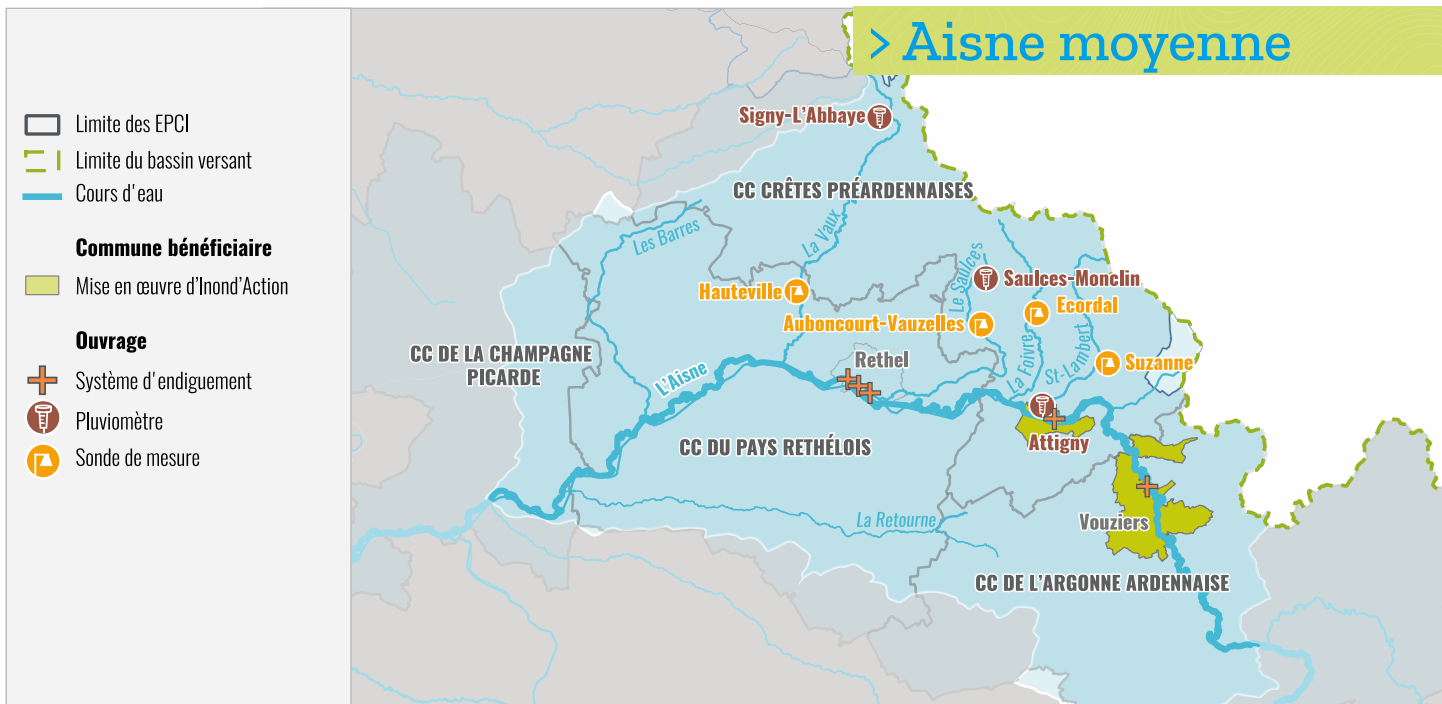 > Aisne moyenne
Limite des EPCI
Limite du bassin versant
Cours d'eau
Commune bénéficiaire
Mise en œuvre d'Inond'Action
Ouvrage
Système d'endiguement
Pluviomètre
Sonde de mesure
Signy-L'Abbaye
CC CRÊTES PRÉARDENNAISES
La Vaux
Les Barres
Le Saulces
Saulces-Monclin
Hauteville
Ecordal
Auboncourt-Vauzelles
La Foivre
St-Lambert
Suzanne
CC DE LA CHAMPAGNE
PICARDE
Rethel
L'Aisne
CC DU PAYS RETHÉLOIS
Attigny
La Retourne
Vouziers
CC DE L'ARGONNE ARDENNAISE